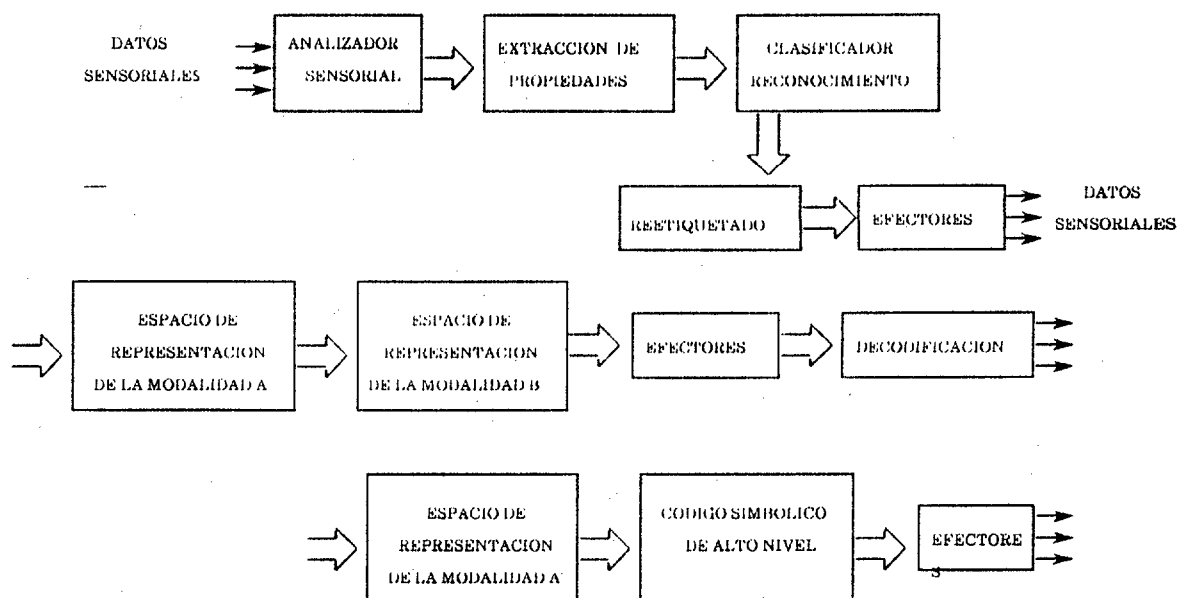 DATOS
SENSORIALES
ANALIZADOR
SENSORIAL
EXTRACCION DE
PROPIEDADES
CLASIFICADOR
RECONOCIMIENTO
REETIQUETADO
EFECTORES
DATOS
SENSORIALES
ESPACIO DE
REPRESENTACION
DE LA MODALIDAD A
ESPACIO DE
REPRESENTACION
DE LA MODALIDAD B
EFECTORES
DECODIFICACION
ESPACIO DE
REPRESENTACION
DE LA MODALIDAD A
CODIGO SIMBOLICO
DE ALTO NIVEL
EFECTORE
S